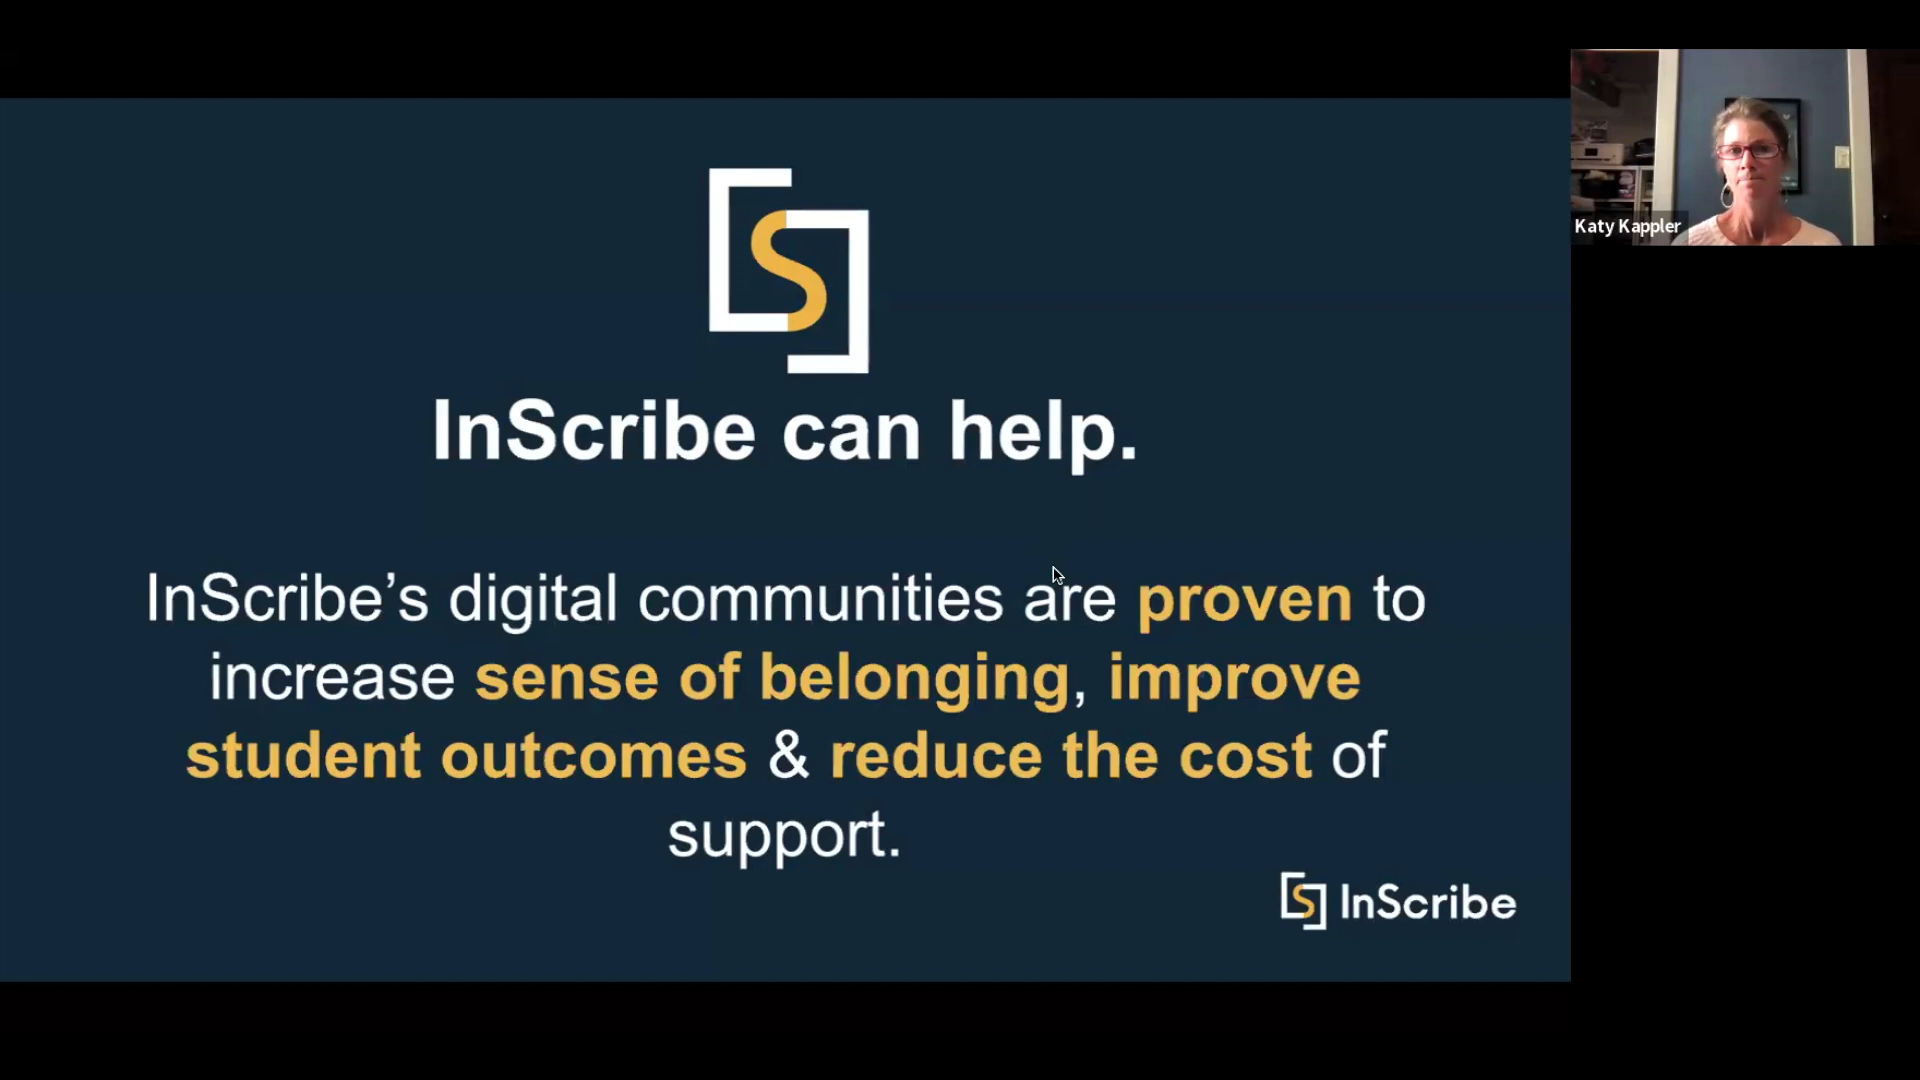 Katy Kappler
InScribe can help.
InScribe’s digital communities are proven to
increase sense of belonging, improve
student outcomes & reduce the cost of
support.
InScribe